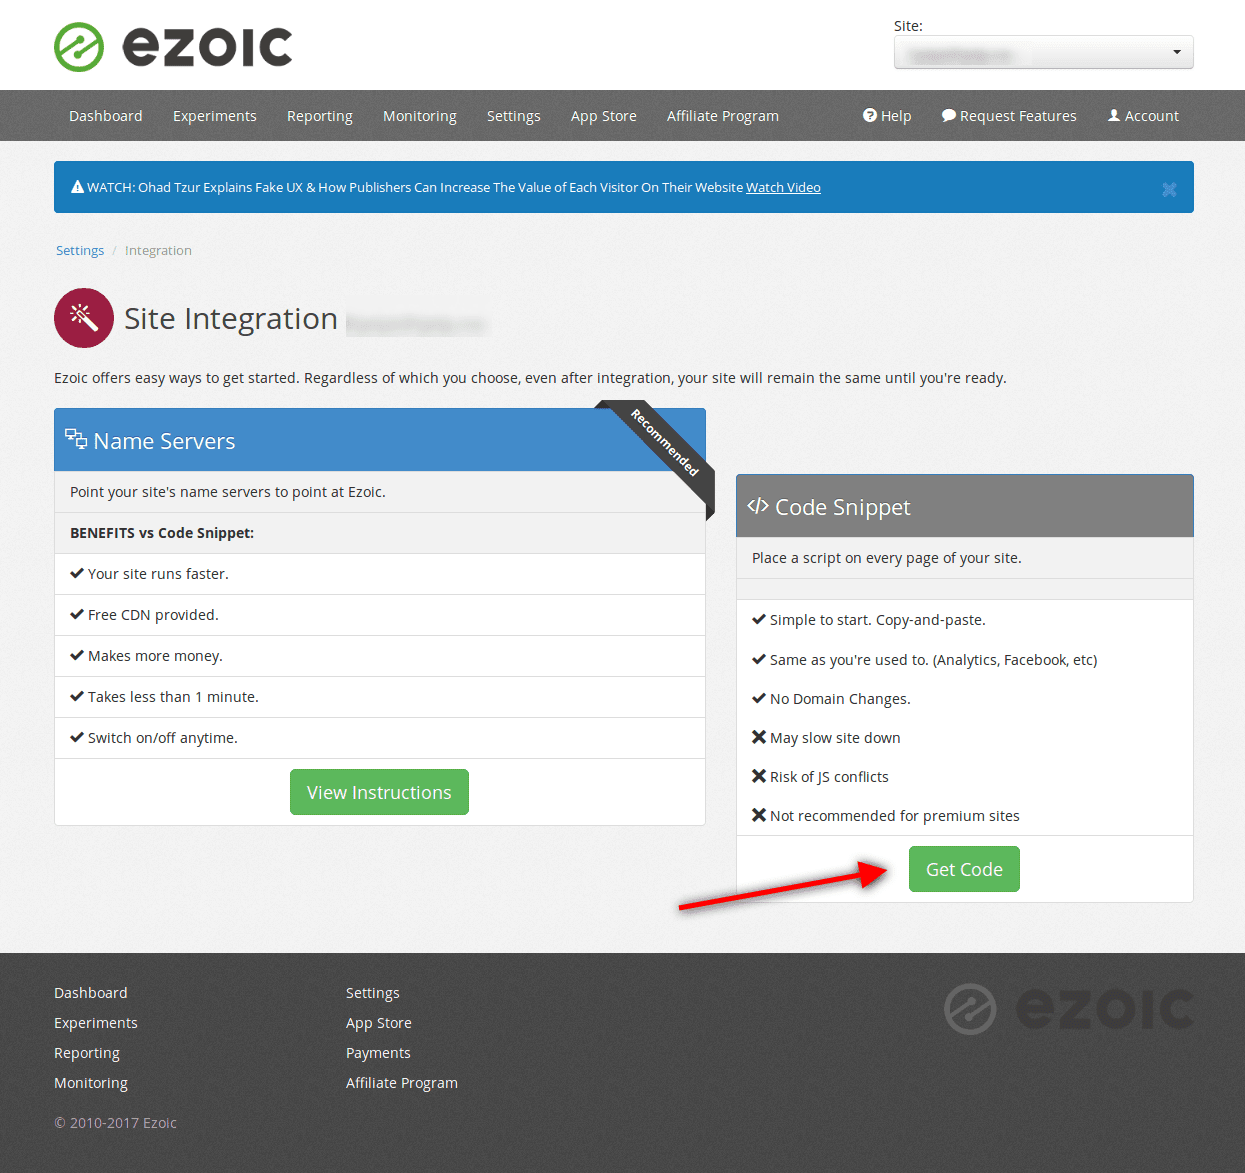 ezoic
Site:
Dashboard Experiments Reporting Monitoring Settings App Store Affiliate Program Help Request Features Account
WATCH: Ohad Tzur Explains Fake UX & How Publishers Can Increase The Value of Each Visitor On Their Website Watch Video
Settings / Integration
Site Integration
Ezoic offers easy ways to get started. Regardless of which you choose, even after integration, your site will remain the same until you're ready.
Name Servers
Recommended
Point your site's name servers to point at Ezoic.
BENEFITS vs Code Snippet:
Your site runs faster.
Free CDN provided.
Makes more money.
Takes less than 1 minute.
Switch on/off anytime.
View Instructions
</> Code Snippet
Place a script on every page of your site.
Simple to start. Copy-and-paste.
Same as you're used to. (Analytics, Facebook, etc)
No Domain Changes.
May slow site down
Risk of JS conflicts
Not recommended for premium sites
Get Code
Dashboard
Experiments
Reporting
Monitoring
Settings
App Store
Payments
Affiliate Program
ezoic
© 2010-2017 Ezoic